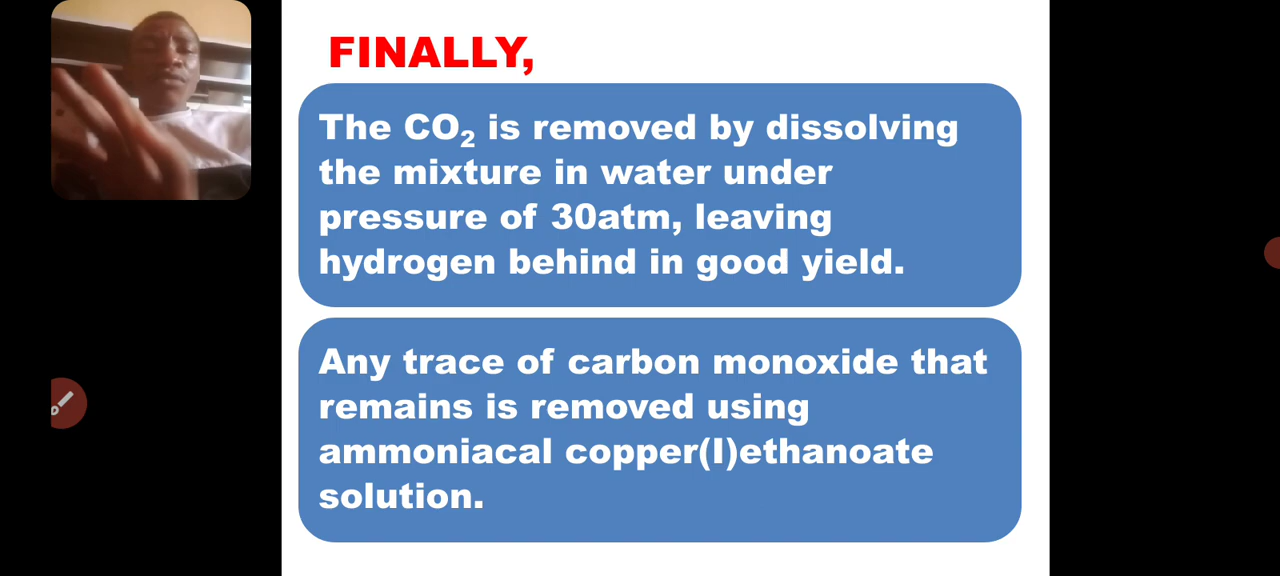 FINALLY,
The CO₂ is removed by dissolving
the mixture in water under
pressure of 30atm, leaving
hydrogen behind in good yield.
Any trace of carbon monoxide that
remains is removed using
ammoniacal copper(I)ethanoate
solution.